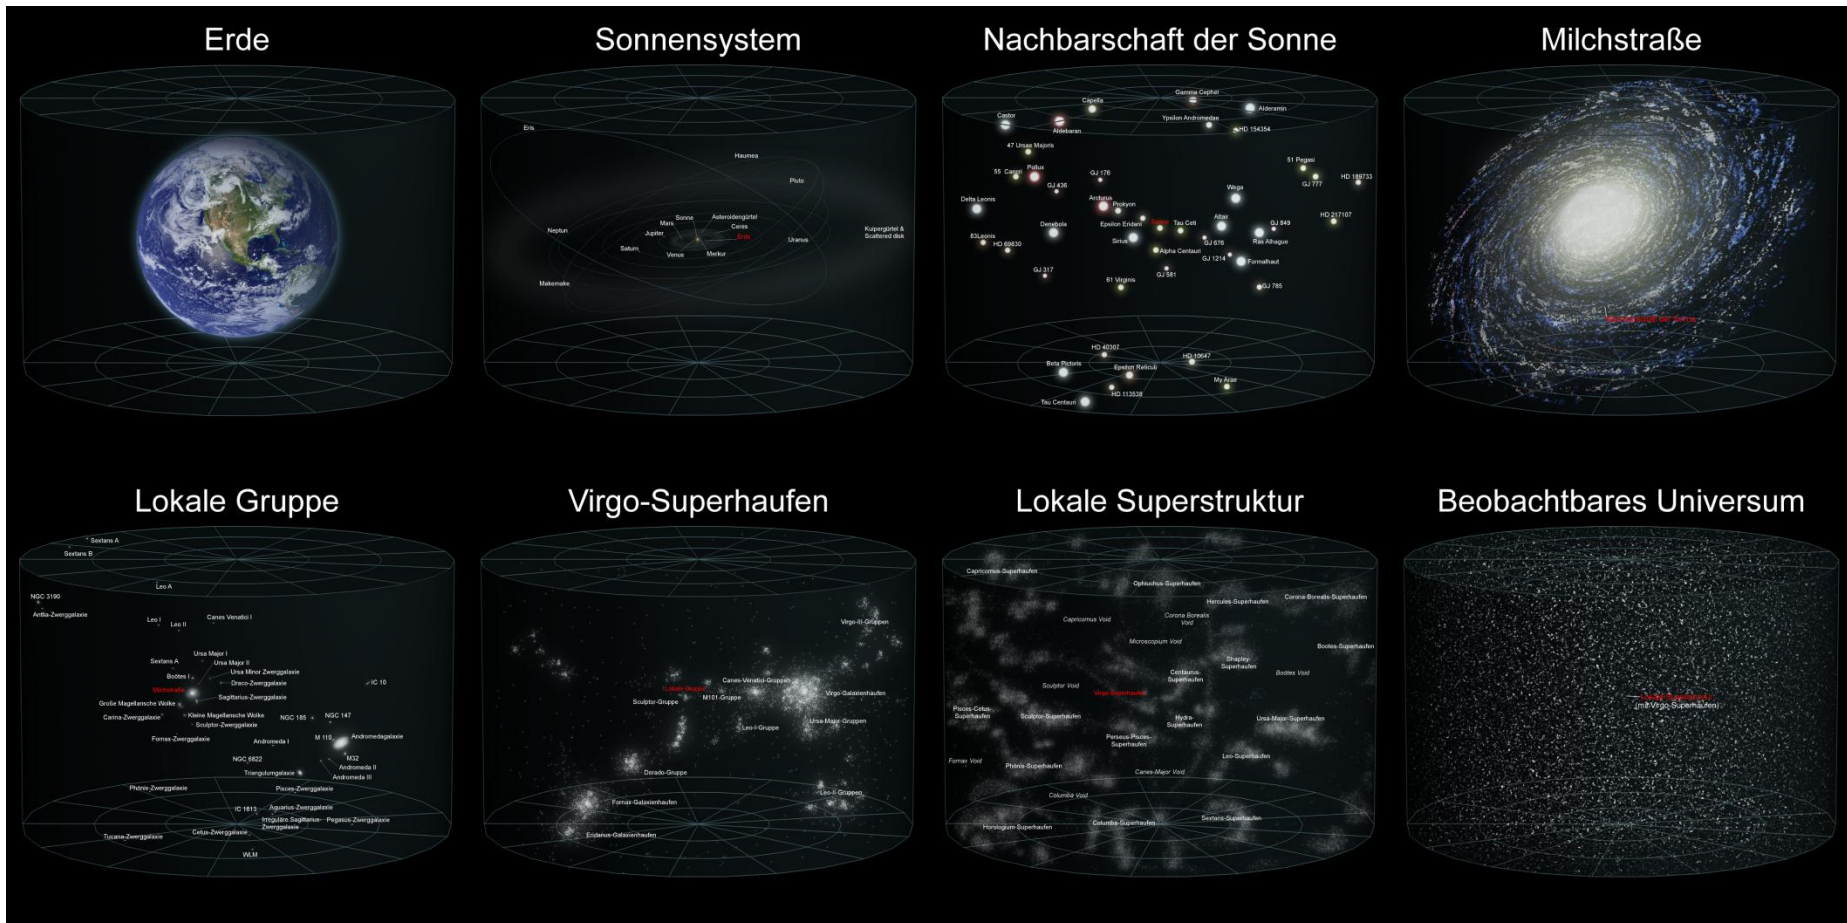 Erde
Sonnensystem
Nachbarschaft der Sonne
Milchstraße
Eris
Haumea
Pluto
Sonne
Asteroidengürtel
Mars
Ceres
Neptun
Jupiter
Erde
Uranus
Kuipergürtel &
Scattered disk
Saturn
Venus
Merkur
Makemake
Gamma Cephei
Capella
Alderamin
Castor
Aldebaran
Ypsilon Andromedae
HD 154354
47 Ursae Majoris
Pollux
51 Pegasi
55 Cancri
GJ 176
GJ 777
HD 189733
GJ 436
Wega
Delta Leonis
Arcturus
Prokyon
Denebola
Epsilon Eridani
Sonne
Tau Ceti
Altair
GJ 849
HD 217107
83Leonis
HD 69830
Sirius
Alpha Centauri
GJ 676
Ras Alhague
GJ 1214
Formalhaut
GJ 317
GJ 581
61 Virginis
GJ 785
HD 40307
HD 10647
Beta Pictoris
Epsilon Reticuli
My Arae
HD 113538
Tau Centauri
Nachbarschaft der Sonne
Lokale Gruppe
Virgo-Superhaufen
Lokale Superstruktur
Beobachtbares Universum
Sextans A
Sextans B
Leo A
NGC 3190
Antlia-Zwerggalaxie
Leo I
Leo II
Canes Venatici I
Ursa Major I
Sextans A
Ursa Major II
Ursa Minor Zwerggalaxie
Boötes I
Draco-Zwerggalaxie
IC 10
Milchstraße
Sagittarius-Zwerggalaxie
Große Magellansche Wolke
Carina-Zwerggalaxie
Kleine Magellansche Wolke
NGC 185
NGC 147
Sculptor-Zwerggalaxie
Fornax-Zwerggalaxie
Andromeda I
M 110
Andromedagalaxie
NGC 6822
M32
Andromeda II
Triangulumgalaxie
Andromeda III
Phönix-Zwerggalaxie
Pisces-Zwerggalaxie
IC 1613
Aquarius-Zwerggalaxie
Irreguläre Sagittarius-
Zwerggalaxie
Pegasus-Zwerggalaxie
Tucana-Zwerggalaxie
Cetus-Zwerggalaxie
WLM
Virgo-III-Gruppen
Canes-Venatici-Gruppen
Lokale Gruppe
M101-Gruppe
Virgo-Galaxienhaufen
Sculptor-Gruppe
Leo-I-Gruppe
Ursa-Major-Gruppen
Dorado-Gruppe
Leo-II-Gruppen
Fornax-Galaxienhaufen
Eridanus-Galaxienhaufen
Capricornus-Superhaufen
Ophiuchus-Superhaufen
Hercules-Superhaufen
Corona-Borealis-Superhaufen
Capricornus Void
Corona Borealis
Void
Microscopium Void
Bootes-Superhaufen
Shapley-
Superhaufen
Centaurus-
Superhaufen
Boötes Void
Sculptor Void
Virgo-Superhaufen
Pisces-Cetus-
Superhaufen
Sculptor-Superhaufen
Hydra-
Superhaufen
Ursa-Major-Superhaufen
Perseus-Pisces-
Superhaufen
Leo-Superhaufen
Fornax Void
Phönix-Superhaufen
Canes-Major Void
Columba Void
Horologium-Superhaufen
Columba-Superhaufen
Sextans-Superhaufen
Lokale Superstruktur
(mit Virgo-Superhaufen)